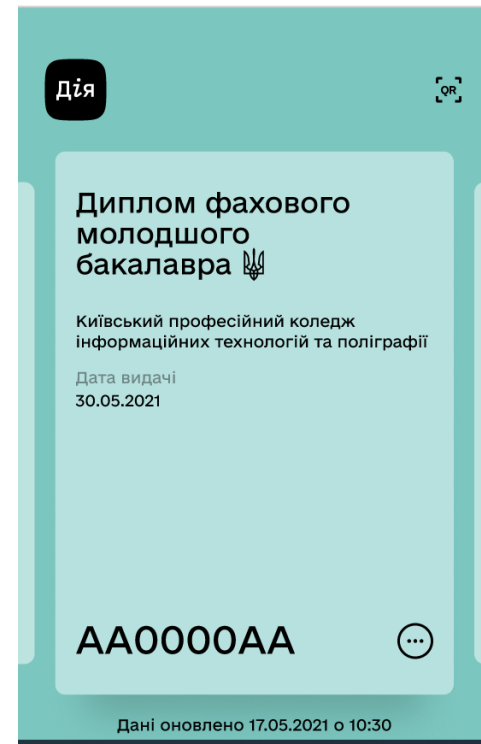 Дія
QR
Диплом фахового
молодшого
бакалавра
Київський професійний коледж
інформаційних технологій та поліграфії
Дата видачі
30.05.2021
АА0000АА
Дані оновлено 17.05.2021 о 10:30